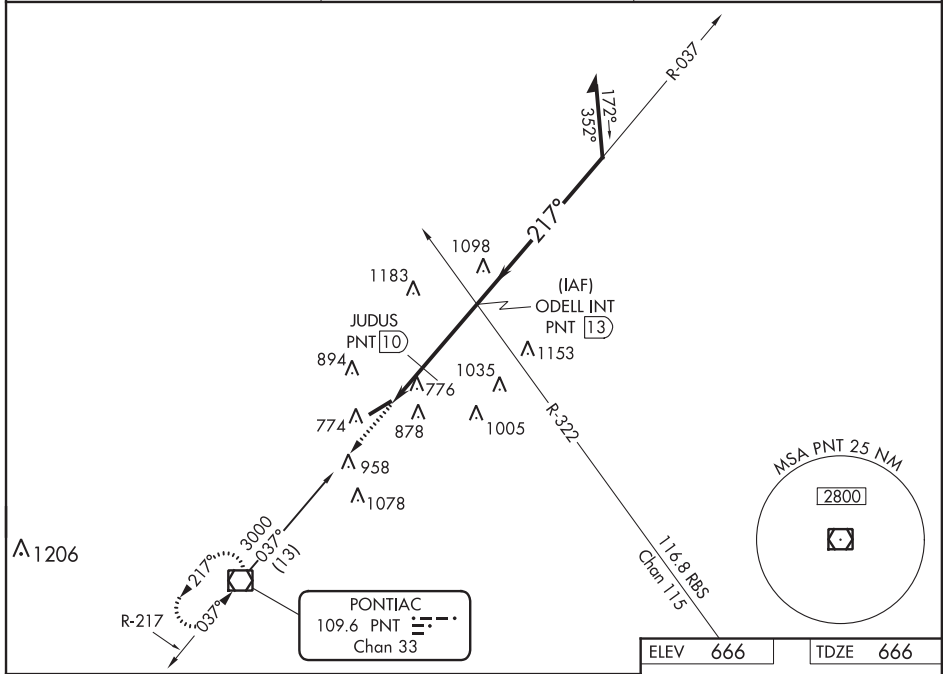 R-037
172°
352°
217°
1098
1183
(IAF)
ODELL INT
PNT 13
JUDUS
PNT 10
1153
894
1035
776
774
878
1005
R-322
958
1078
MSA PNT 25 NM
2800
1206
3000
037°
(13)
217°
037°
R-217
116.8 RBS
Chan 115
PONTIAC
109.6 PNT
Chan 33
ELEV 666 TDZE 666